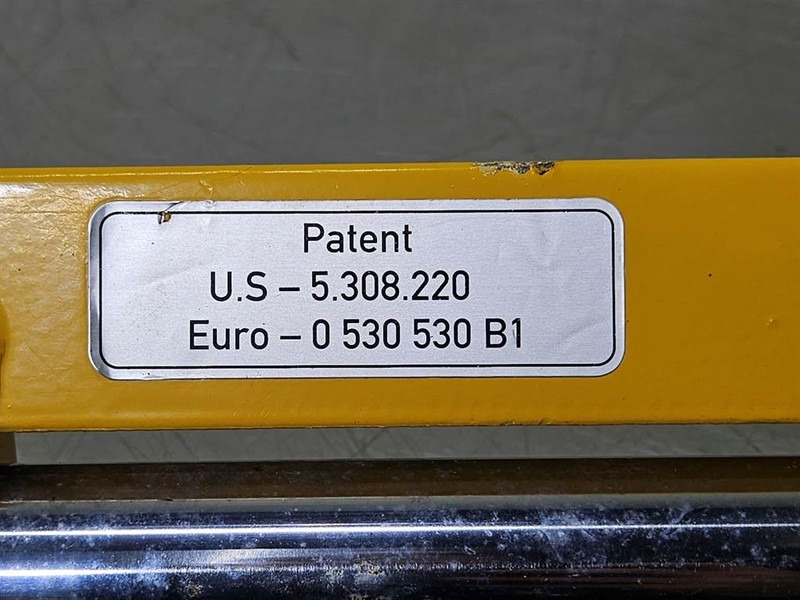 Patent
U.S – 5.308.220
Euro – 0 530 530 B1